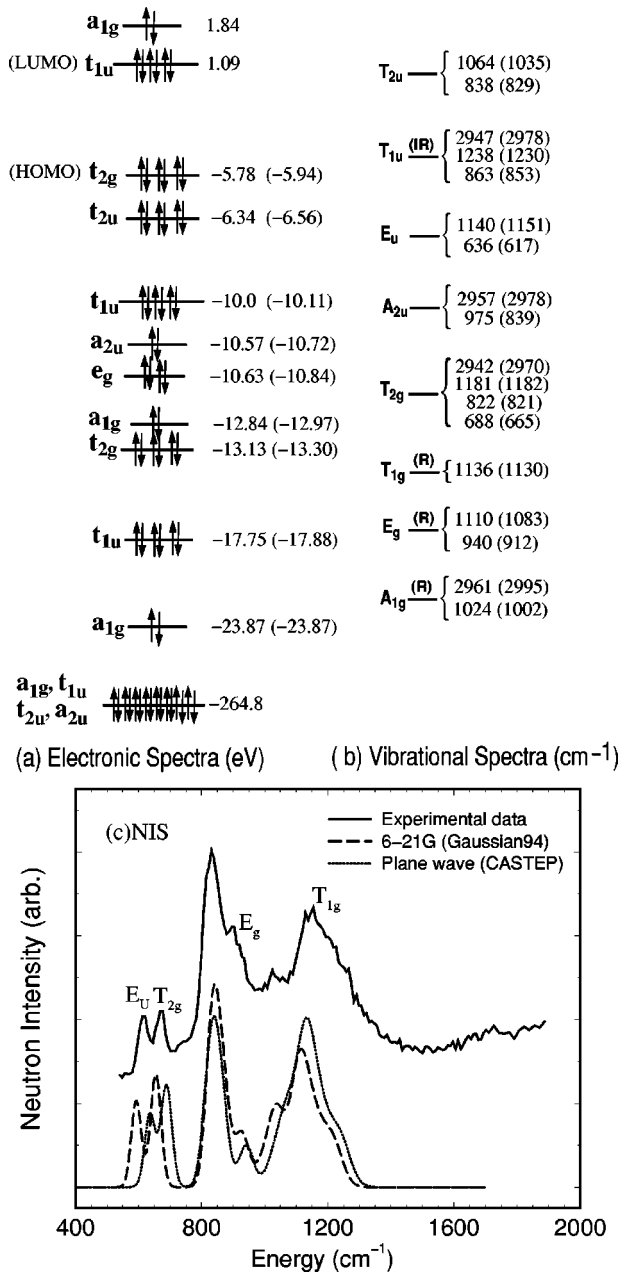 a1g 1.84
(LUMO) t1u 1.09
(HOMO) t2g −5.78 (−5.94)
t2u −6.34 (−6.56)
t1u −10.0 (−10.11)
a2u −10.57 (−10.72)
eg −10.63 (−10.84)
a1g −12.84 (−12.97)
t2g −13.13 (−13.30)
t1u −17.75 (−17.88)
a1g −23.87 (−23.87)
a1g, t1u
t2u, a2u
−264.8
(a) Electronic Spectra (eV)
T2u
1064 (1035)
838 (829)
T1u (IR)
2947 (2978)
1238 (1230)
863 (853)
Eu
1140 (1151)
636 (617)
A2u
2957 (2978)
975 (839)
T2g
2942 (2970)
1181 (1182)
822 (821)
688 (665)
T1g (R) 1136 (1130)
Eg (R)
1110 (1083)
940 (912)
A1g (R)
2961 (2995)
1024 (1002)
( b) Vibrational Spectra (cm−1)
(c)NIS
Experimental data
6−21G (Gaussian94)
Plane wave (CASTEP)
EU T2g
Eg
T1g
Neutron Intensity (arb.)
400 800 1200 1600 2000
Energy (cm−1)